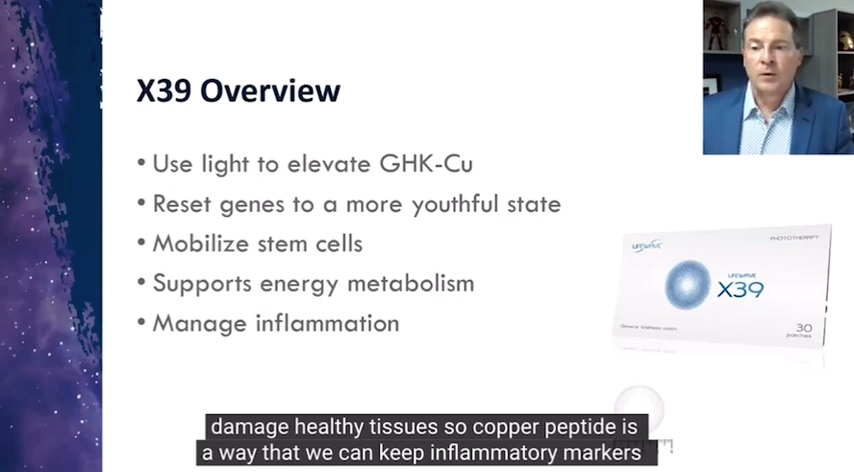 X39 Overview
• Use light to elevate GHK-Cu
• Reset genes to a more youthful state
• Mobilize stem cells
• Supports energy metabolism
• Manage inflammation
LIFEWAVE
PHOTOTHERAPY
LIFEWAVE
X39
General Wellness patch
30
patches
damage healthy tissues so copper peptide is
a way that we can keep inflammatory markers